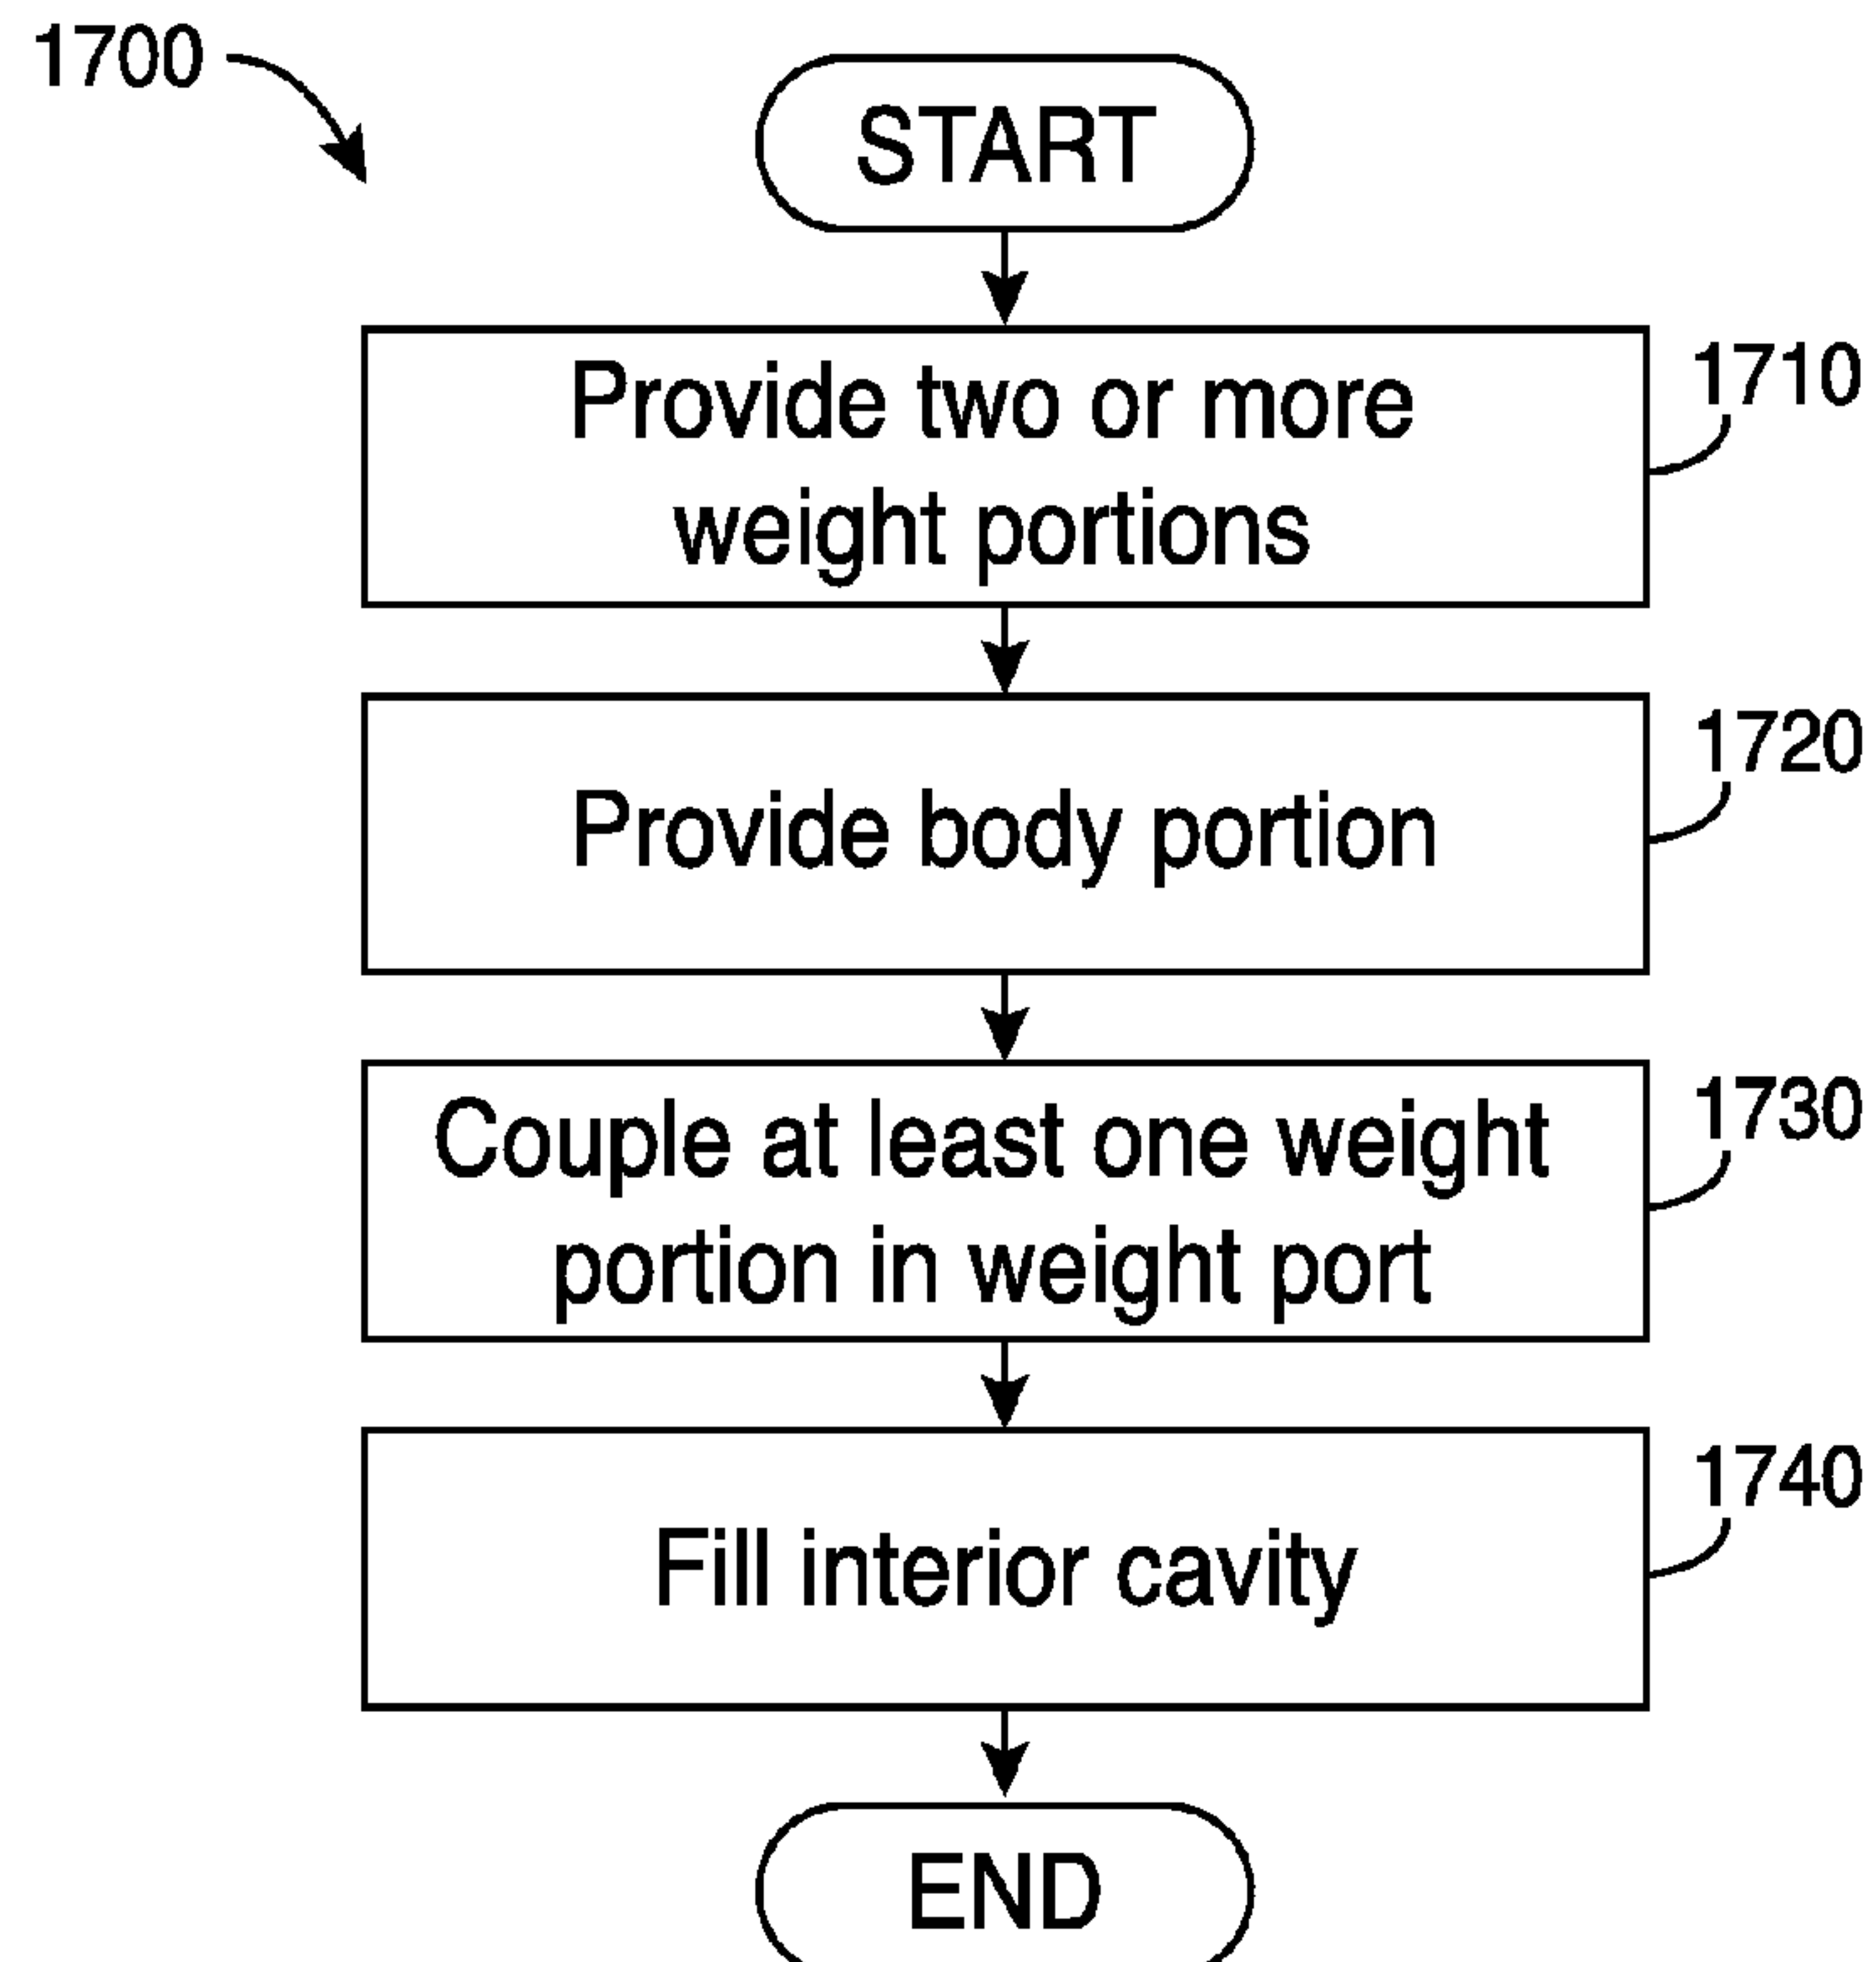 1700
START
Provide two or more
weight portions
1710
Provide body portion
1720
Couple at least one weight
portion in weight port
1730
Fill interior cavity
1740
END